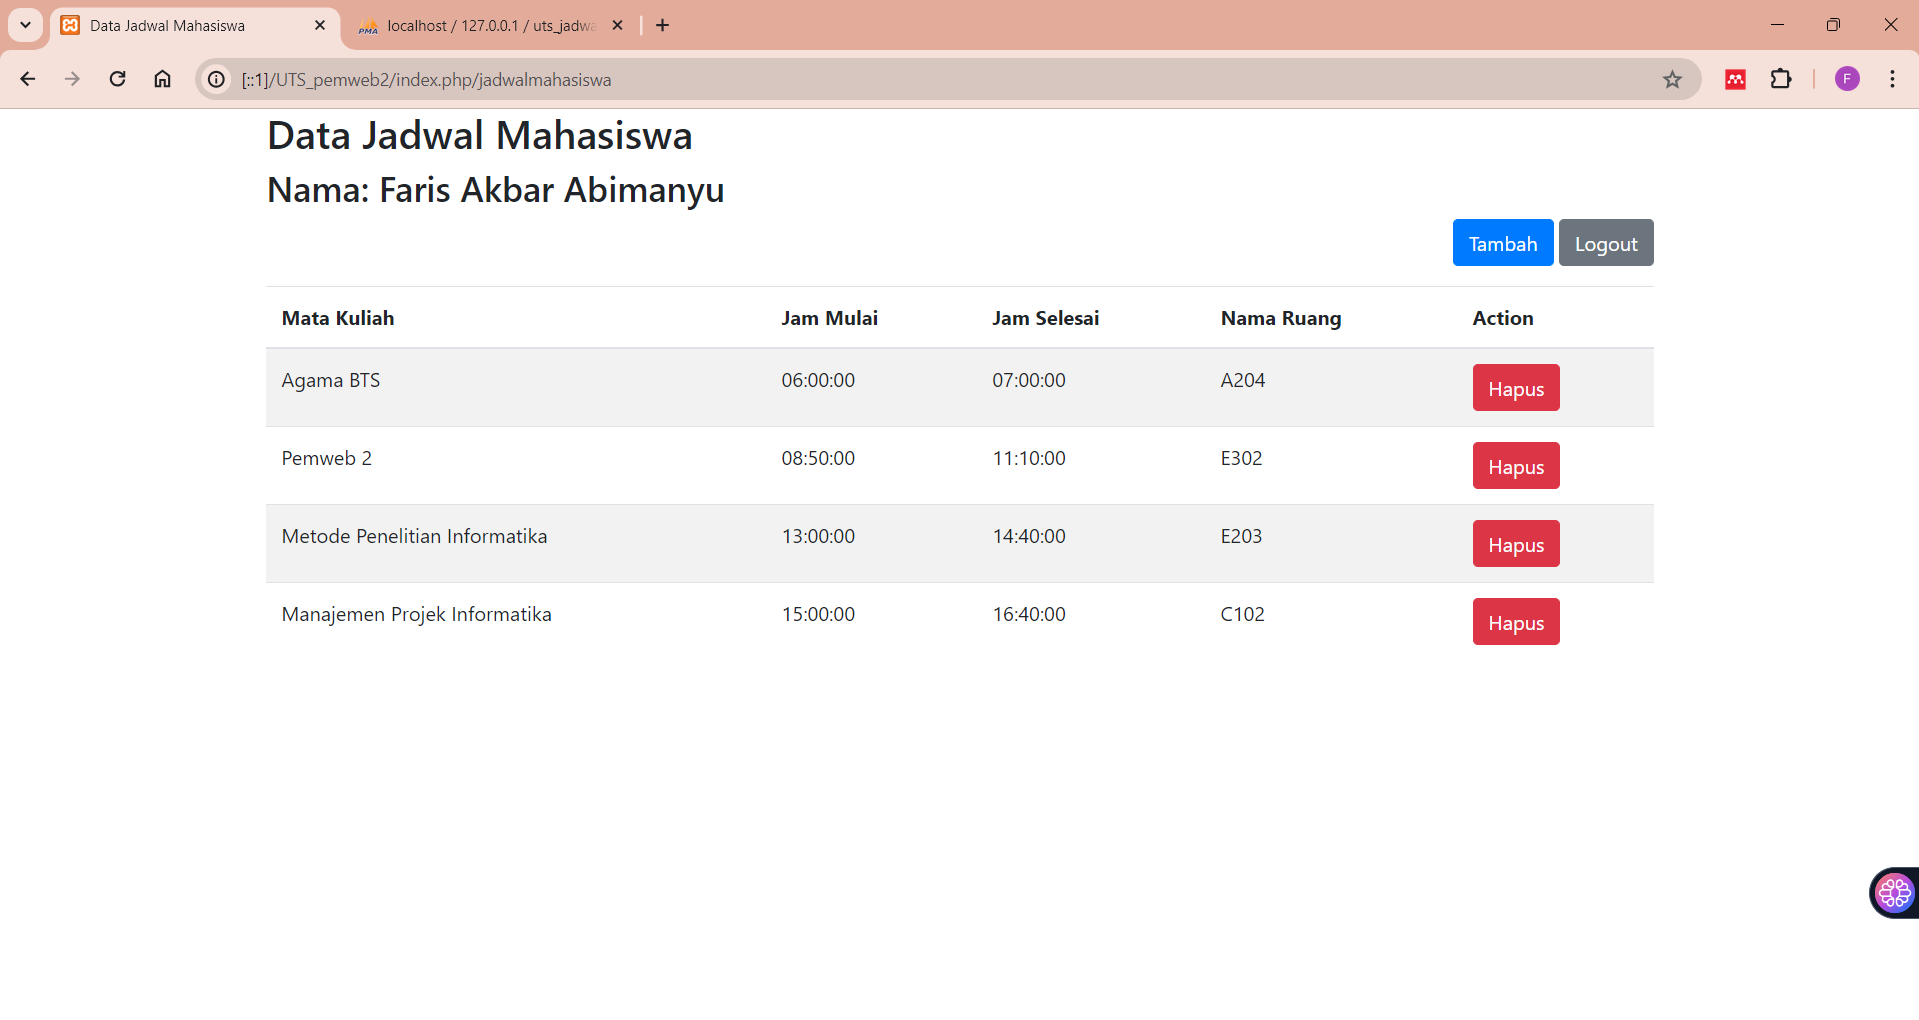 Data Jadwal Mahasiswa
localhost / 127.0.0.1 / uts_jadwa
[::1]/UTS_pemweb2/index.php/jadwalmahasiswa
F
Data Jadwal Mahasiswa
Nama: Faris Akbar Abimanyu
Tambah Logout
Mata Kuliah Jam Mulai Jam Selesai Nama Ruang Action
Agama BTS 06:00:00 07:00:00 A204 Hapus
Pemweb 2 08:50:00 11:10:00 E302 Hapus
Metode Penelitian Informatika 13:00:00 14:40:00 E203 Hapus
Manajemen Projek Informatika 15:00:00 16:40:00 C102 Hapus